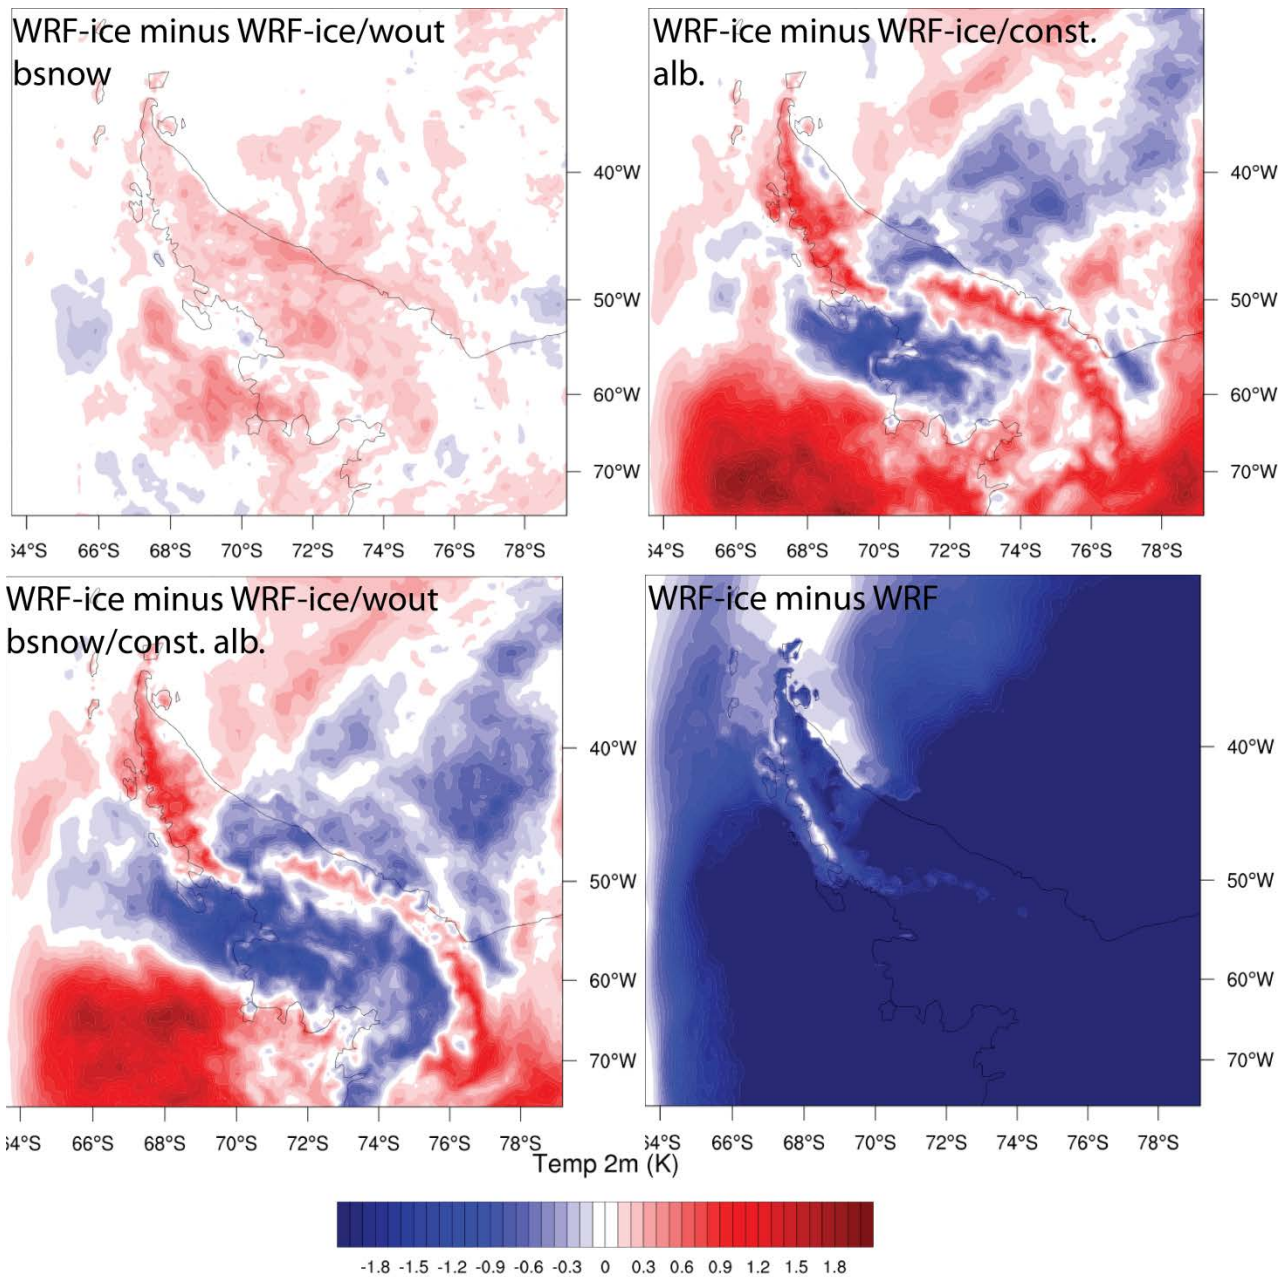 WRF-ice minus WRF-ice/wout
bsnow
WRF-ice minus WRF-ice/const.
alb.
40°W
50°W
60°W
70°W
40°W
50°W
60°W
70°W
34°S 66°S 68°S 70°S 72°S 74°S 76°S 78°S
34°S 66°S 68°S 70°S 72°S 74°S 76°S 78°S
WRF-ice minus WRF-ice/wout
bsnow/const. alb.
WRF-ice minus WRF
40°W
50°W
60°W
70°W
40°W
50°W
60°W
70°W
34°S 66°S 68°S 70°S 72°S 74°S 76°S 78°S
34°S 66°S 68°S 70°S 72°S 74°S 76°S 78°S
Temp 2m (K)
-1.8 -1.5 -1.2 -0.9 -0.6 -0.3 0 0.3 0.6 0.9 1.2 1.5 1.8